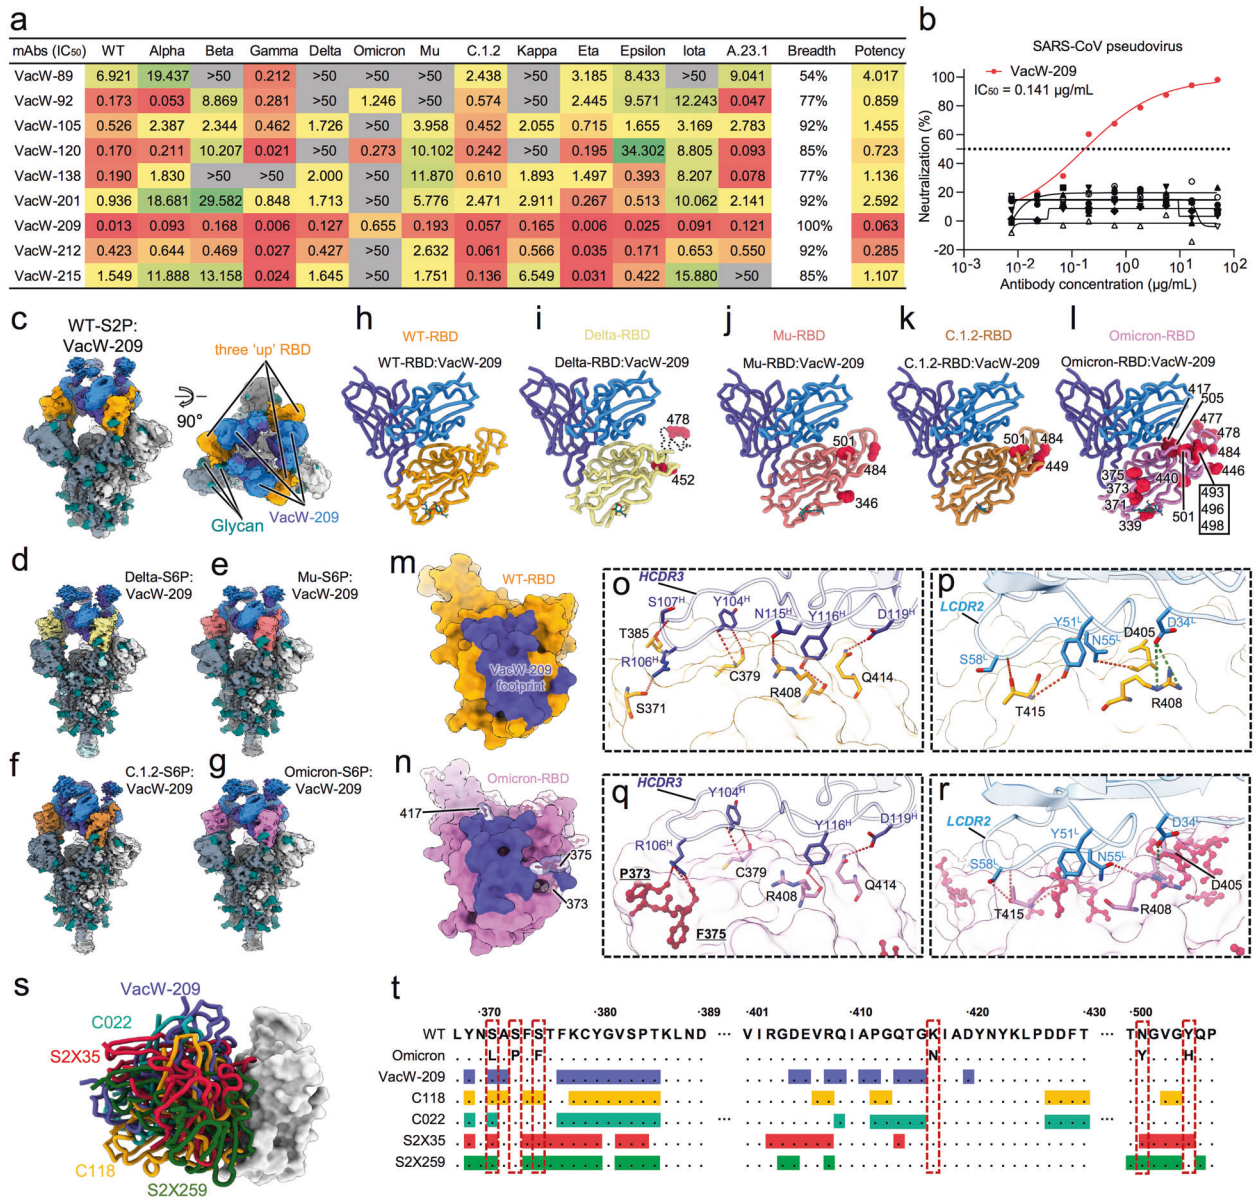 a
mAbs (IC50) WT Alpha Beta Gamma Delta Omicron Mu C.1.2 Kappa Eta Epsilon Iota A.23.1 Breadth Potency
VacW-89 6.921 19.437 >50 0.212 >50 >50 >50 2.438 >50 3.185 8.433 >50 9.041 54% 4.017
VacW-92 0.173 0.053 8.869 0.281 >50 1.246 >50 0.574 >50 2.445 9.571 12.243 0.047 77% 0.859
VacW-105 0.526 2.387 2.344 0.462 1.726 >50 3.958 0.452 2.055 0.715 1.655 3.169 2.783 92% 1.455
VacW-120 0.170 0.211 10.207 0.021 >50 0.273 10.102 0.242 >50 0.195 34.302 8.805 0.093 85% 0.723
VacW-138 0.190 1.830 >50 >50 2.000 >50 11.870 0.610 1.893 1.497 0.393 8.207 0.078 77% 1.136
VacW-201 0.936 18.681 29.582 0.848 1.713 >50 5.776 2.471 2.911 0.267 0.513 10.062 2.141 92% 2.592
VacW-209 0.013 0.093 0.168 0.006 0.127 0.655 0.193 0.057 0.165 0.006 0.025 0.091 0.121 100% 0.063
VacW-212 0.423 0.644 0.469 0.027 0.427 >50 2.632 0.061 0.566 0.035 0.171 0.653 0.550 92% 0.285
VacW-215 1.549 11.888 13.158 0.024 1.645 >50 1.751 0.136 6.549 0.031 0.422 15.880 >50 85% 1.107
b
SARS-CoV pseudovirus
VacW-209
IC50 = 0.141 µg/mL
Neutralization (%)
100
80
60
40
20
0
-20
10-3 10-2 10-1 100 101 102
Antibody concentration (µg/mL)
c
WT-S2P:
VacW-209
90°
three 'up' RBD
Glycan
VacW-209
h
WT-RBD
WT-RBD:VacW-209
i
Delta-RBD
Delta-RBD:VacW-209
478
452
j
Mu-RBD
Mu-RBD:VacW-209
501
484
346
k
C.1.2-RBD
C.1.2-RBD:VacW-209
501 484
449
l
Omicron-RBD
Omicron-RBD:VacW-209
417
505
477
478
484
446
375
373
371
339
440
501
493
496
498
d
Delta-S6P:
VacW-209
e
Mu-S6P:
VacW-209
f
C.1.2-S6P:
VacW-209
g
Omicron-S6P:
VacW-209
m
WT-RBD
VacW-209
footprint
n
Omicron-RBD
417
375
373
o
HCDR3
S107H
Y104H
N115H
Y116H
D119H
T385
R106H
C379
R408
Q414
S371
p
LCDR2
Y51L
N55L
D405
D34L
S58L
T415
R408
q
HCDR3
Y104H
Y116H
D119H
R106H
P373
C379
R408
Q414
F375
r
LCDR2
Y51L
D34L
S58L
N55L
D405
T415
R408
s
VacW-209
C022
S2X35
C118
S2X259
t
-370 -380 -389 -401 -410 -420 -430 -500
WT LYNSASFSTFKCYGVSPTKLND ... VIRGDEVRQIAPGQTGKIADYNYKLPDDFT ... TNGVGYQP
Omicron L P F N Y H
VacW-209
C118
C022 ... ...
S2X35
S2X259